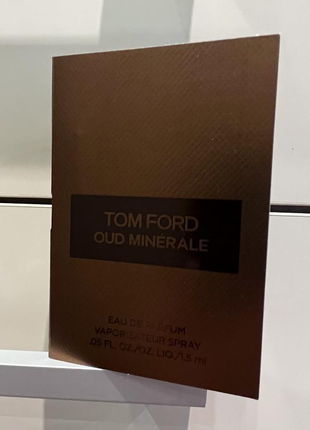 TOM FORD
OUD MINÉRALE
EAU DE PARFUM
VAPORISATEUR SPRAY
.05 FL. OZ./OZ. LIQ./1.5 ml